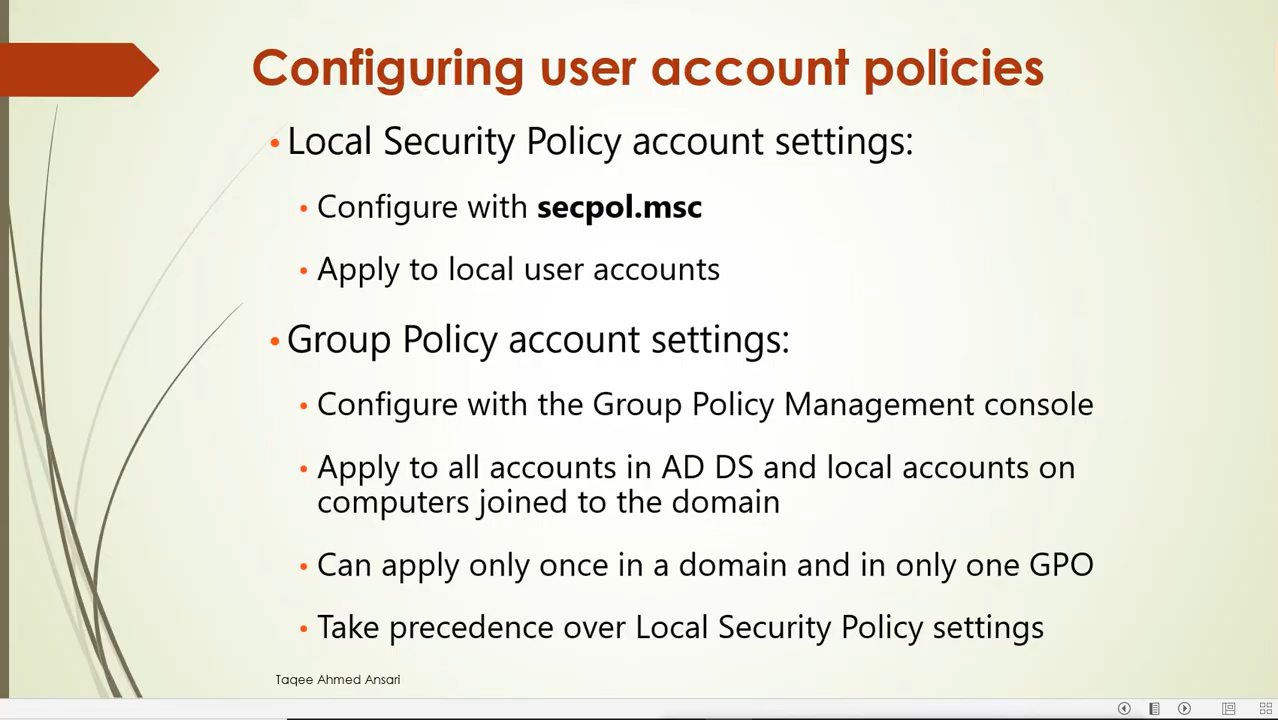 Configuring user account policies
• Local Security Policy account settings:
• Configure with secpol.msc
• Apply to local user accounts
• Group Policy account settings:
• Configure with the Group Policy Management console
• Apply to all accounts in AD DS and local accounts on
computers joined to the domain
• Can apply only once in a domain and in only one GPO
• Take precedence over Local Security Policy settings
Taqee Ahmed Ansari